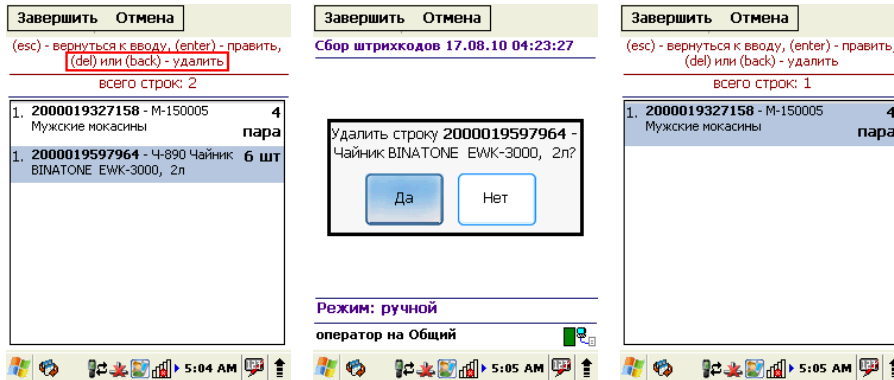 Завершить Отмена
(esc) - вернуться к вводу, (enter) - править,
(del) или (back) - удалить
всего строк: 2
1. 2000019327158 - М-150005 4
Мужские мокасины пара
1. 2000019597964 - Ч-890 Чайник 6 шт
BINATONE EWK-3000, 2л
5:04 AM
Завершить Отмена
Сбор штрихкодов 17.08.10 04:23:27
Удалить строку 2000019597964 -
Чайник BINATONE EWK-3000, 2л?
Да Нет
Режим: ручной
оператор на Общий
5:05 AM
Завершить Отмена
(esc) - вернуться к вводу, (enter) - править,
(del) или (back) - удалить
всего строк: 1
1. 2000019327158 - М-150005 4
Мужские мокасины пара
5:05 AM